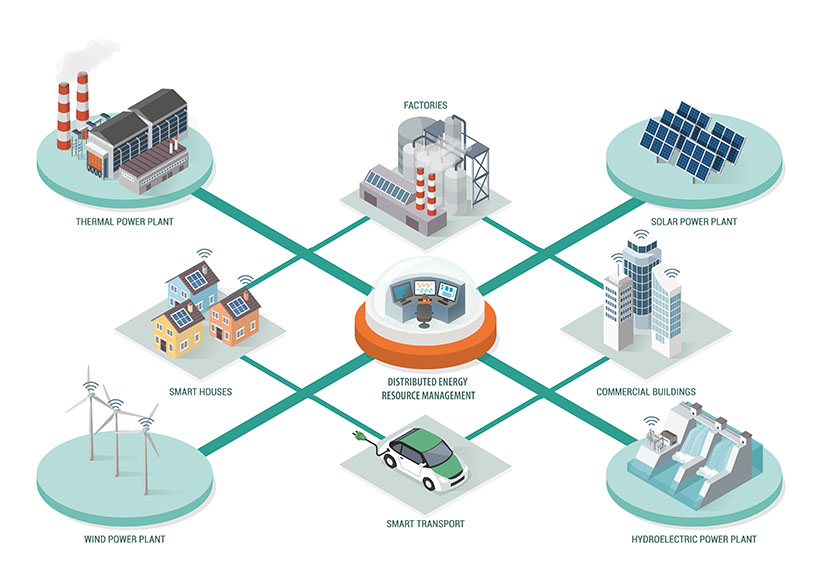 FACTORIES
THERMAL POWER PLANT
SOLAR POWER PLANT
SMART HOUSES
DISTRIBUTED ENERGY
RESOURCE MANAGEMENT
COMMERCIAL BUILDINGS
SMART TRANSPORT
WIND POWER PLANT
HYDROELECTRIC POWER PLANT